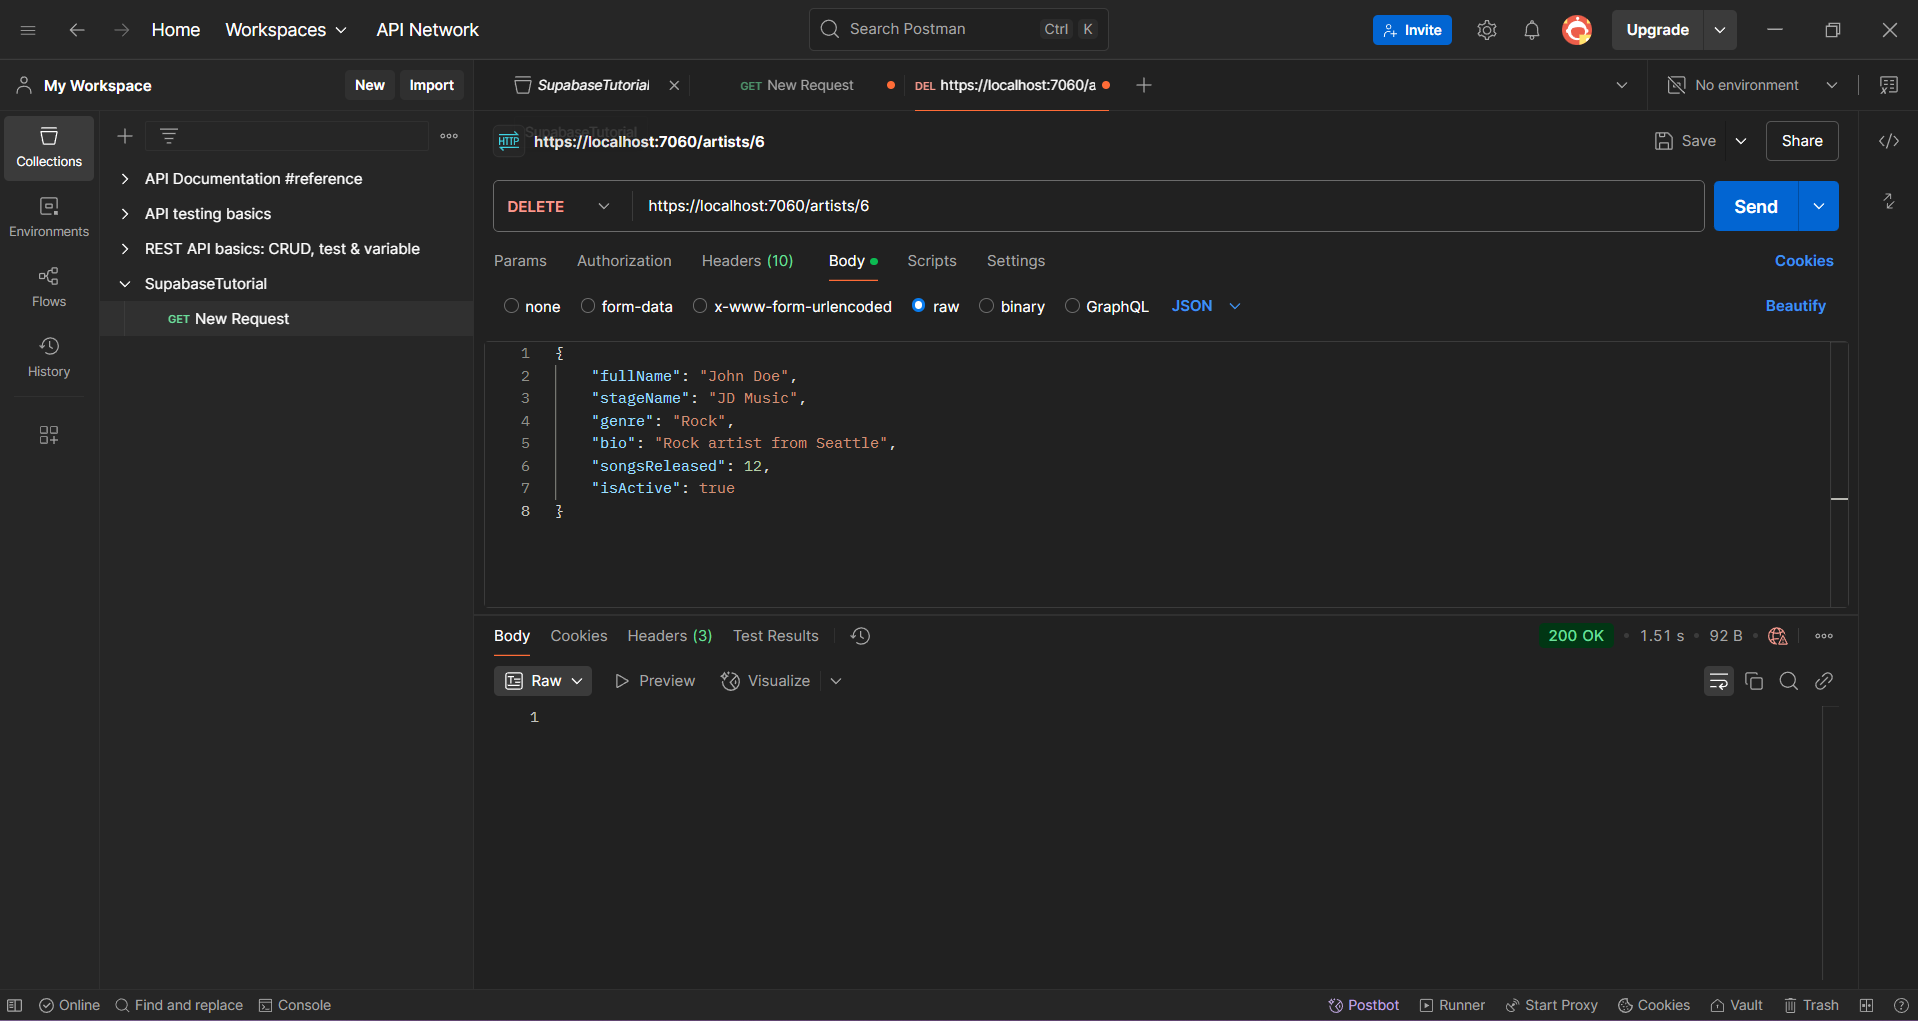 Home Workspaces API Network Search Postman Ctrl K Invite Upgrade
My Workspace New Import SupabaseTutorial GET New Request DEL https://localhost:7060/a No environment
Collections
Environments
Flows
History
API Documentation #reference
API testing basics
REST API basics: CRUD, test & variable
SupabaseTutorial
GET New Request
SupabaseTutorial
HTTP https://localhost:7060/artists/6 Save Share
DELETE https://localhost:7060/artists/6 Send
Params Authorization Headers (10) Body Scripts Settings Cookies
none form-data x-www-form-urlencoded raw binary GraphQL JSON Beautify
1 {
2 "fullName": "John Doe",
3 "stageName": "JD Music",
4 "genre": "Rock",
5 "bio": "Rock artist from Seattle",
6 "songsReleased": 12,
7 "isActive": true
8 }
Body Cookies Headers (3) Test Results 200 OK • 1.51 s • 92 B •
Raw Preview Visualize
1
Online Find and replace Console Postbot Runner Start Proxy Cookies Vault Trash